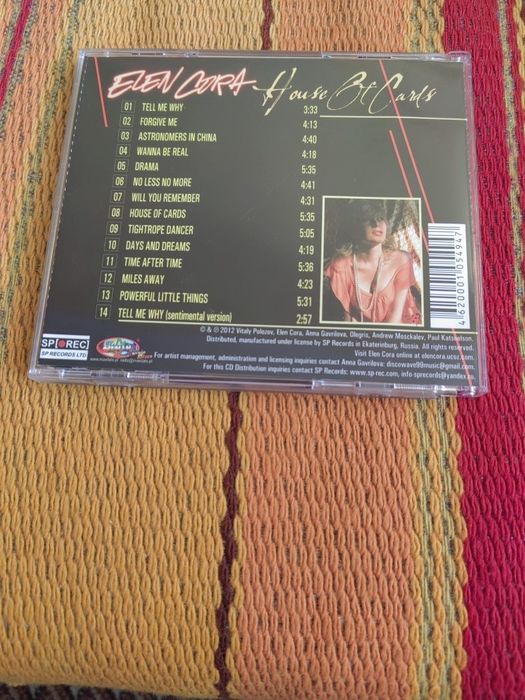 ELEN CORA House Of Cards
01 TELL ME WHY 3:33
02 FORGIVE ME 4:13
03 ASTRONOMERS IN CHINA 4:40
04 WANNA BE REAL 4:18
05 DRAMA 5:35
06 NO LESS NO MORE 4:41
07 WILL YOU REMEMBER 4:31
08 HOUSE OF CARDS 5:35
09 TIGHTROPE DANCER 5:05
10 DAYS AND DREAMS 4:19
11 TIME AFTER TIME 5:36
12 MILES AWAY 4:23
13 POWERFUL LITTLE THINGS 5:31
14 TELL ME WHY (sentimental version) 2:57
4 620001 054947
SP REC
SP RECORDS LTD
© & ℗ 2012 Vitaly Polozov, Elen Cora, Anna Gavrilova, Olegris, Andrew Moschalev, Paul Katsnelson.
Distributed, manufactured under license by SP Records in Ekaterinburg, Russia. All rights reserved.
Visit Elen Cora online at elencora.ucoz.com.
For artist management, administration and licensing inquiries contact Anna Gavrilova: discowave99music@gmail.com.
For this CD Distribution inquiries contact SP Records: www.sp-rec.com, info-sprecords@yandex.ru